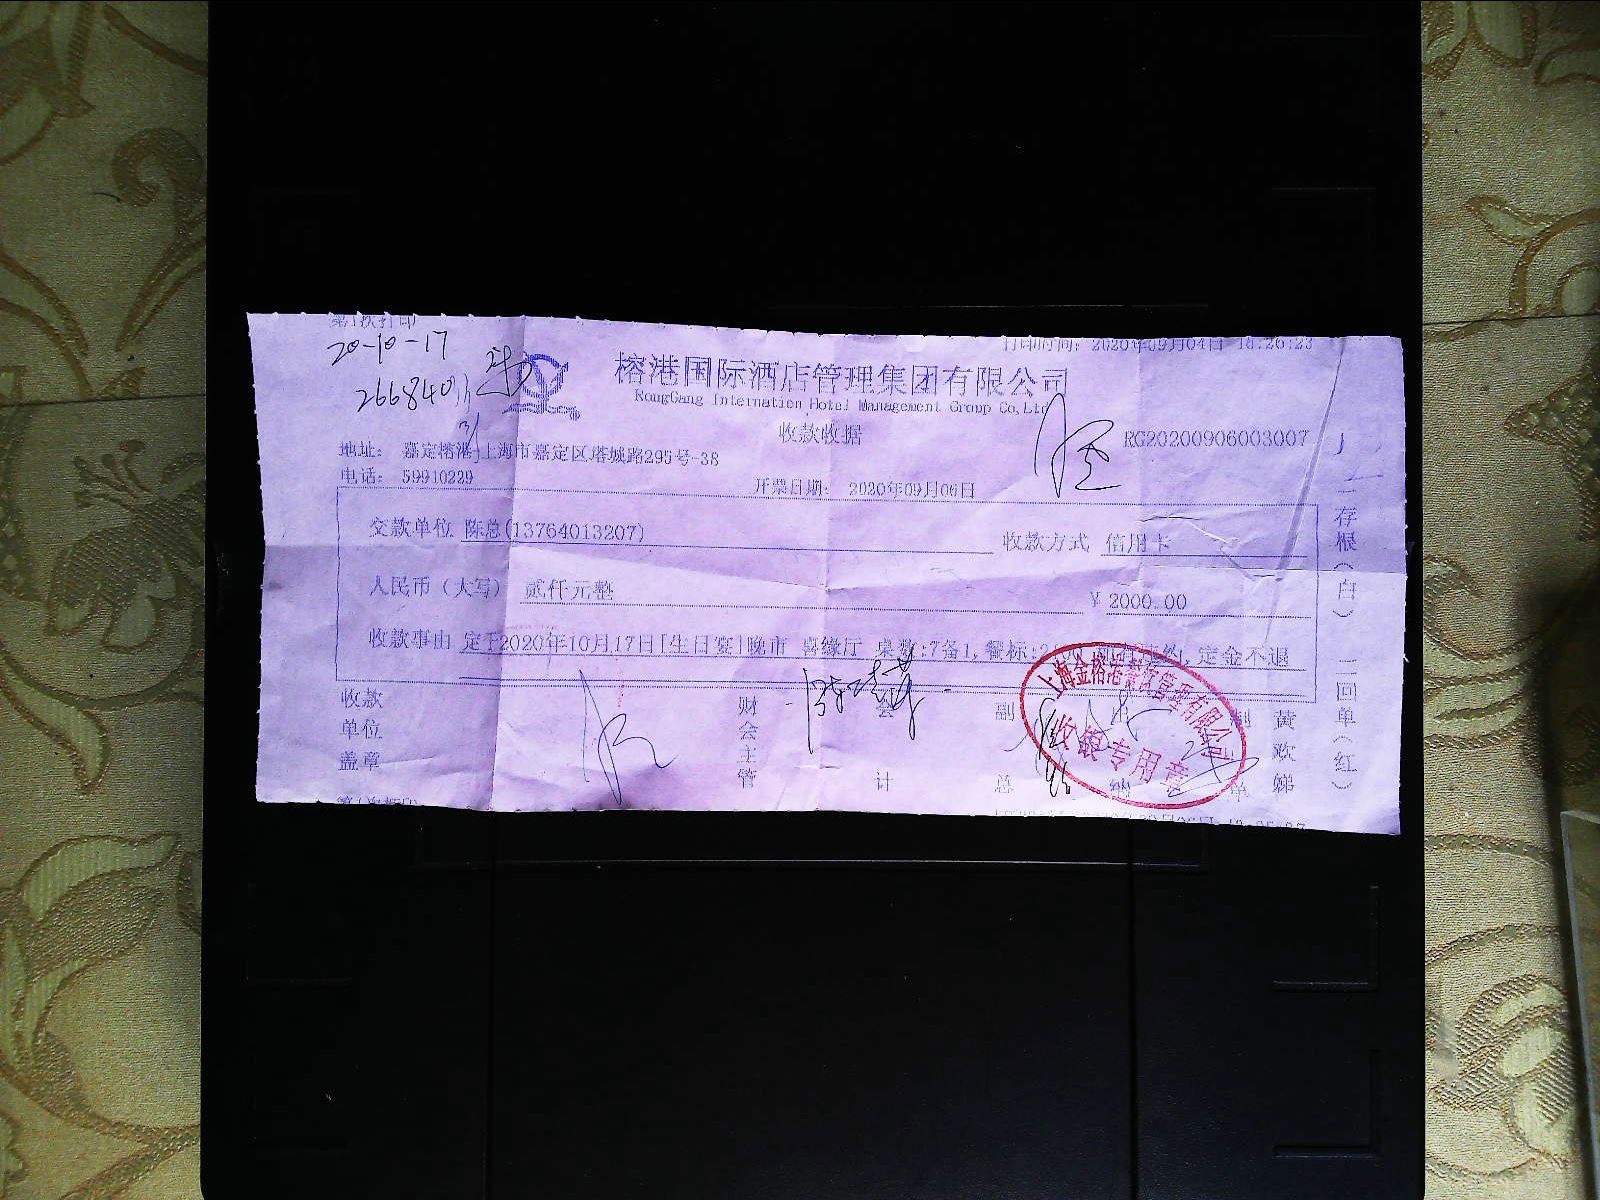 第1次打印
打印时间: 2020年09月04日 18:26:23
20-10-17
266840
榕港国际酒店管理集团有限公司
RongGang Internation Hotel Management Group Co,Ltd
收款收据
RG20200906003007
地址: 嘉定榕港 上海市嘉定区塔城路295号-38
电话: 59910229
开票日期: 2020年09月06日
交款单位 陈总(13764013207) 收款方式 信用卡
人民币(大写) 贰仟元整 ¥ 2000.00
收款事由 定于2020年10月17日[生日宴]晚市 喜缘厅 桌数:7备1,餐标: 定金不退
收款单位盖章
财会主管
会计
副总
出纳
制单
黄欢娣
存根(白) 二回单(红)
上海金榕港餐饮管理有限公司
收银专用章